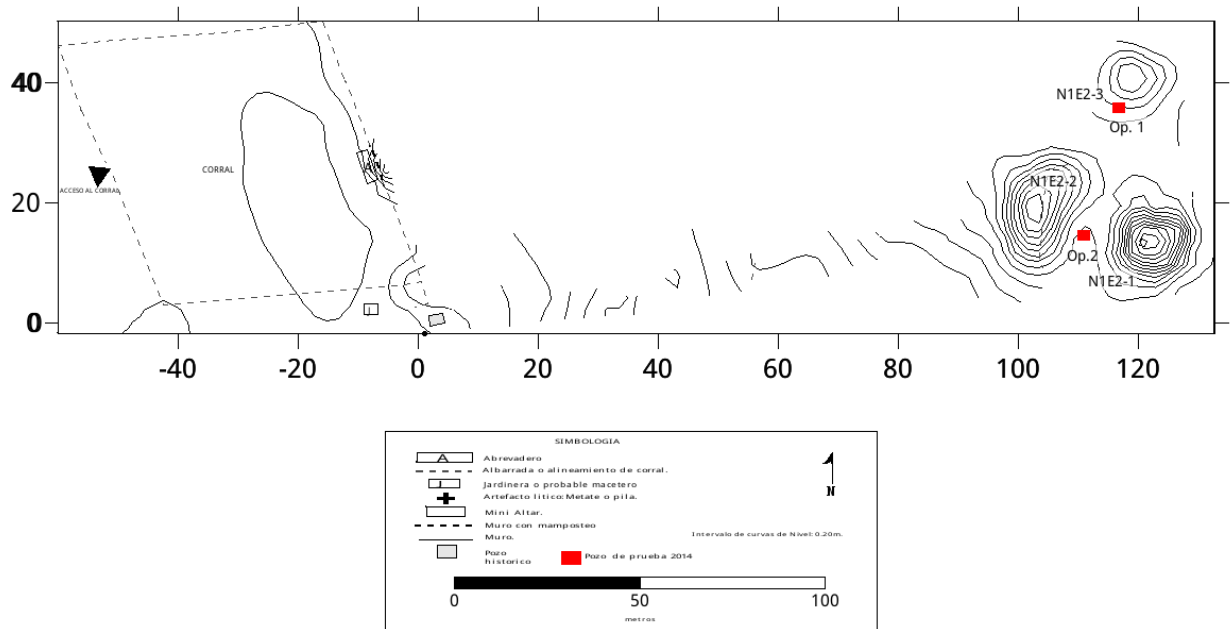 40
20
0
N1E2-3
Op. 1
CORRAL
A
ACCESO AL CORRAL
N1E2-2
Op.2
N1E2-1
J
-40 -20 0 20 40 60 80 100 120
SIMBOLOGIA
A Abrevadero
Albarrada o alineamiento de corral.
J Jardinera o probable macetero
Artefacto litico:Metate o pila.
Mini Altar.
Muro con mamposteo
Muro.
Intervalo de curvas de Nivel: 0.20m.
N
Pozo
historico
Pozo de prueba 2014
0 50 100
metros